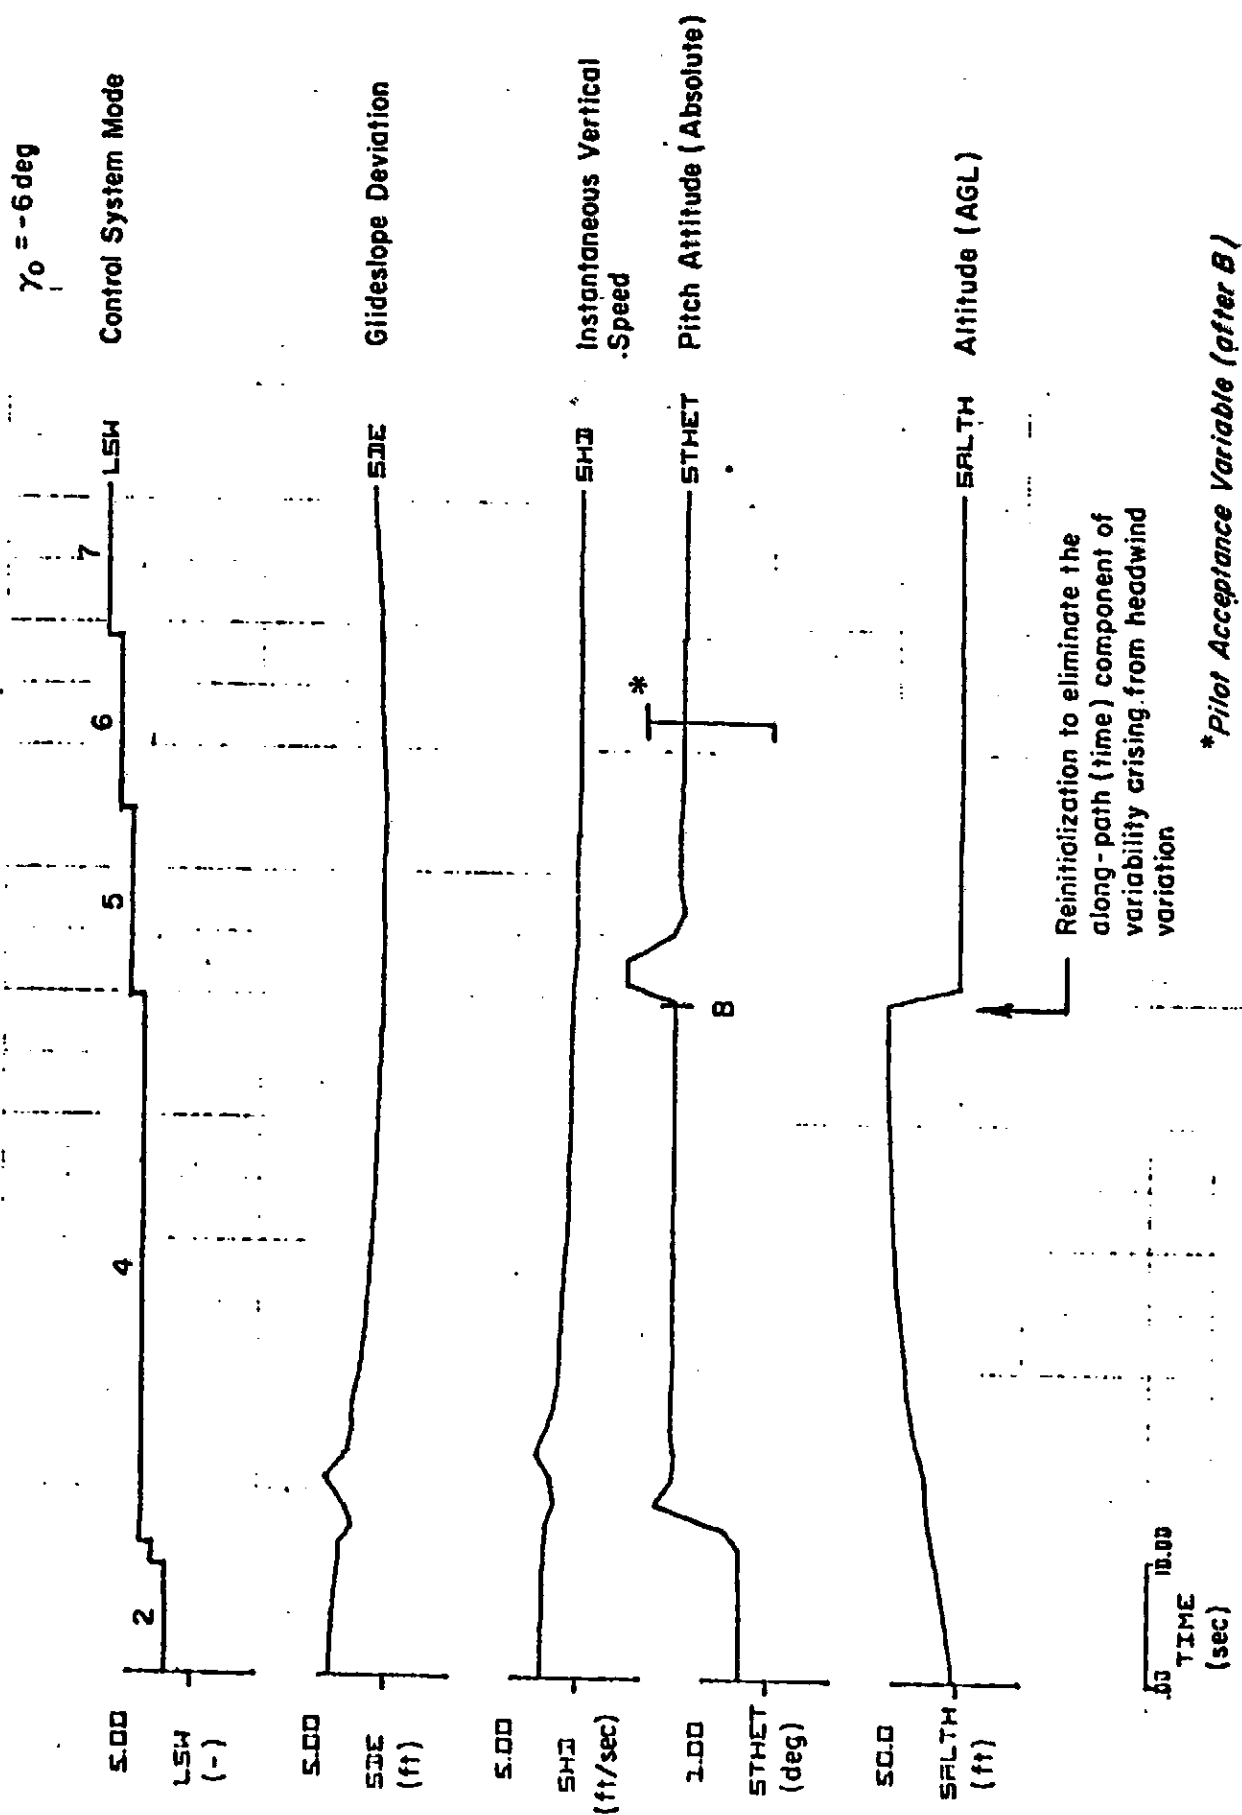 γo = -6 deg
5.00
LSW
(-)
2
4
5
6
7
LSW
Control System Mode
5.00
SDE
(ft)
SDE
Glideslope Deviation
5.00
SHD
(ft/sec)
SHD
Instantaneous Vertical
.Speed
STHET
(deg)
B
*
STHET
Pitch Attitude (Absolute)
50.0
SALTH
(ft)
SALTH
Altitude (AGL)
Reinitialization to eliminate the
along-path (time) component of
variability arising from headwind
variation
.00
10.00
TIME
(sec)
*Pilot Acceptance Variable (after B)